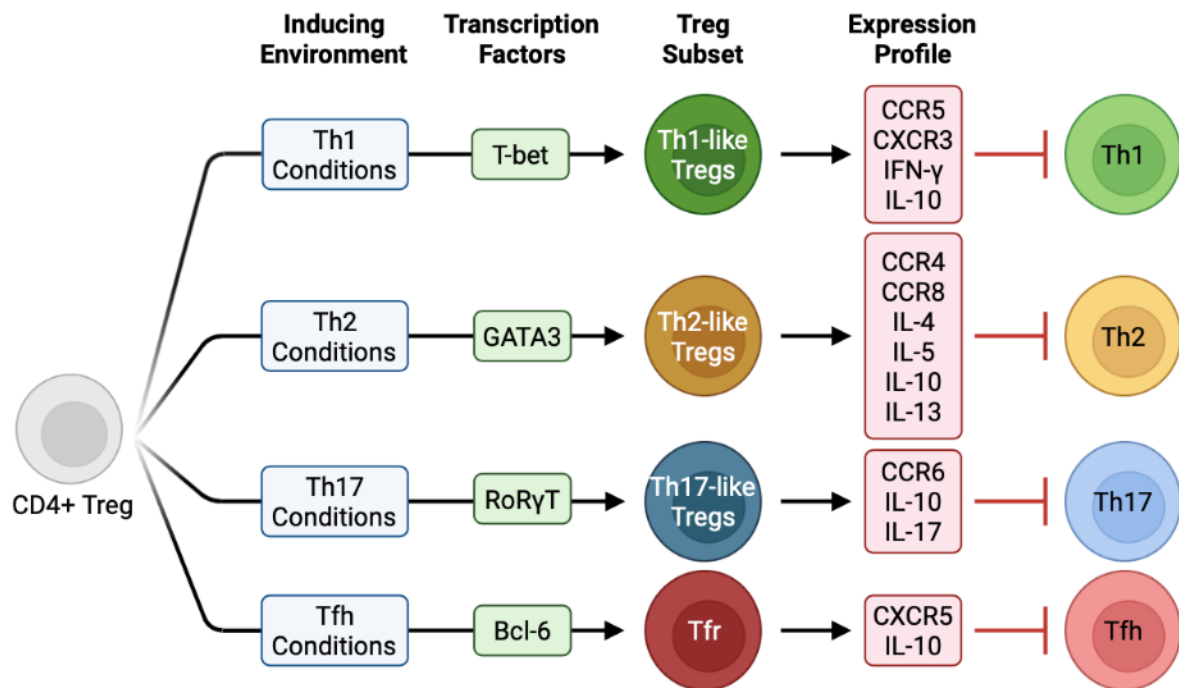 Inducing
Environment
Transcription
Factors
Treg
Subset
Expression
Profile
Th1
Conditions
T-bet
Th1-like
Tregs
CCR5
CXCR3
IFN-γ
IL-10
Th1
Th2
Conditions
GATA3
Th2-like
Tregs
CCR4
CCR8
IL-4
IL-5
IL-10
IL-13
Th2
CD4+ Treg
Th17
Conditions
RoRγT
Th17-like
Tregs
CCR6
IL-10
IL-17
Th17
Tfh
Conditions
Bcl-6
Tfr
CXCR5
IL-10
Tfh